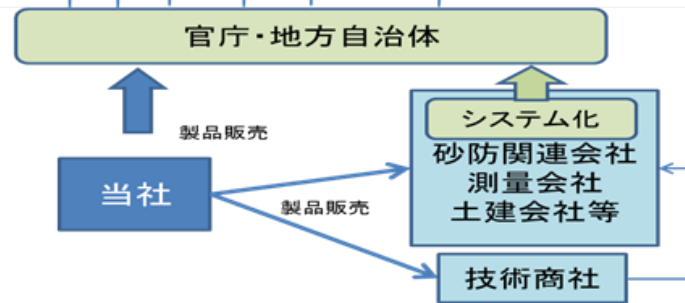 官庁・地方自治体
製品販売
システム化
砂防関連会社
測量会社
土建会社等
当社
製品販売
技術商社